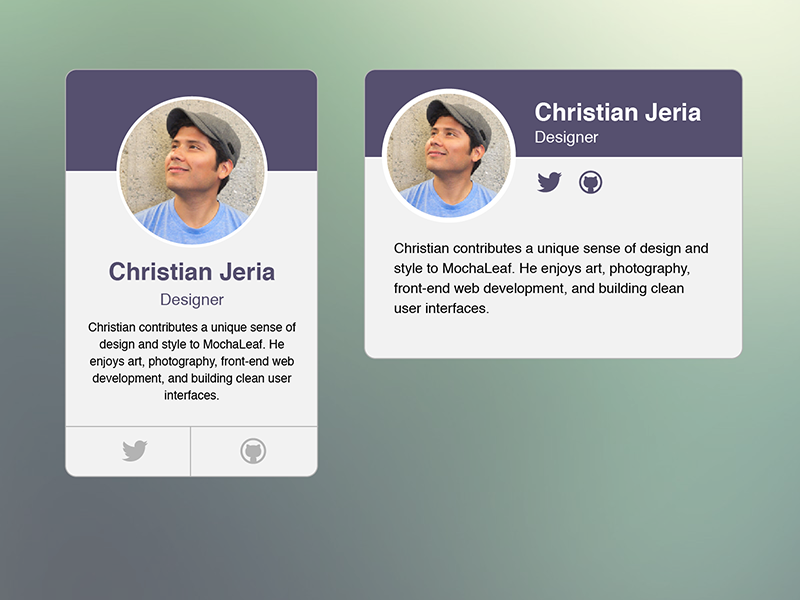 Christian Jeria
Designer
Christian contributes a unique sense of
design and style to MochaLeaf. He
enjoys art, photography, front-end web
development, and building clean user
interfaces.
Christian Jeria
Designer
Christian contributes a unique sense of design and
style to MochaLeaf. He enjoys art, photography,
front-end web development, and building clean
user interfaces.